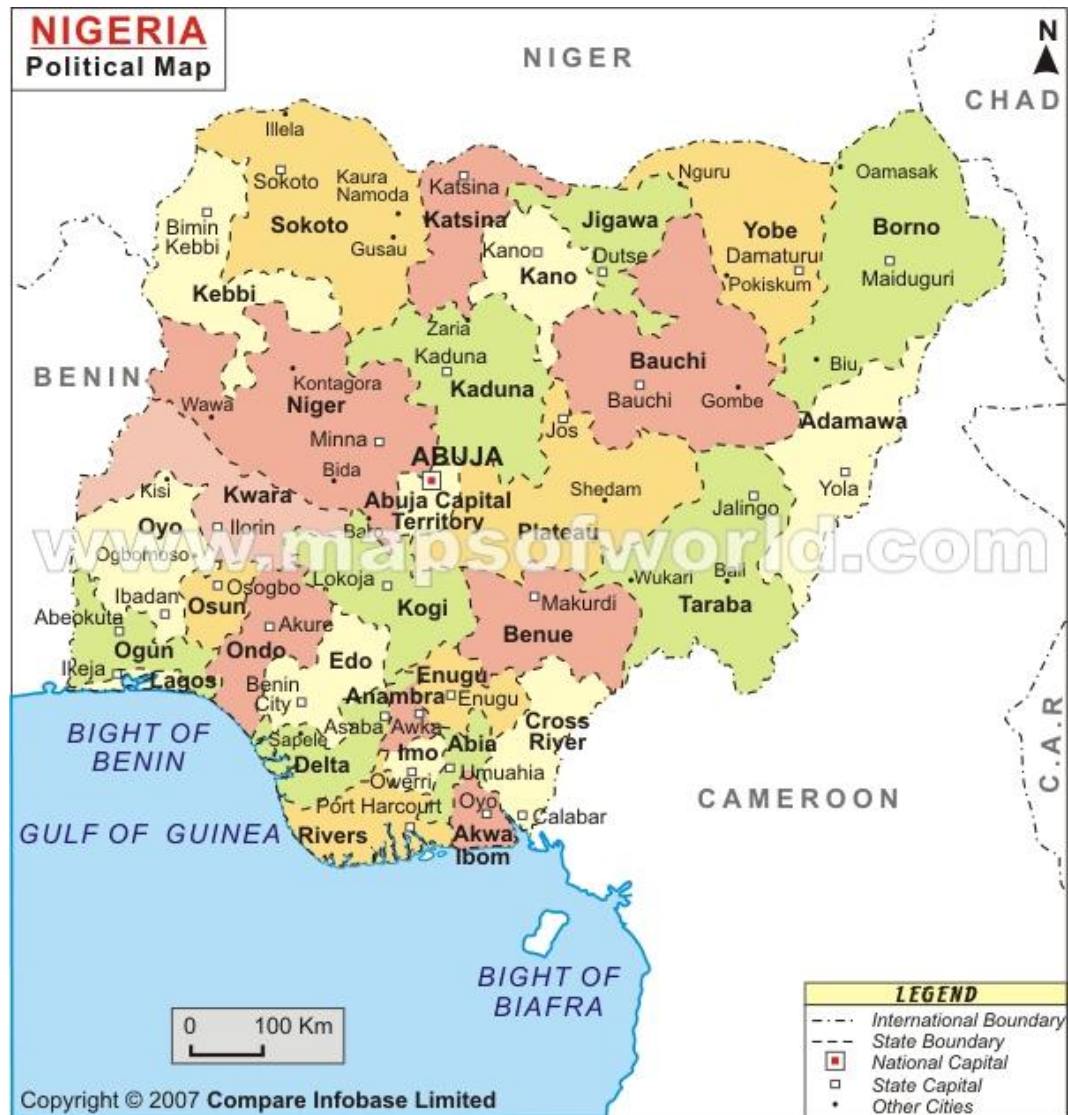 NIGERIA
Political Map
N
NIGER
CHAD
Illela
Sokoto
Kaura
Namoda
Katsina
Nguru
Oamasak
Bimin
Kebbi
Sokoto
Gusau
Katsina
Jigawa
Yobe
Borno
Kano
Kano
Dutse
Damaturu
Pokiskum
Maiduguri
Kebbi
Zaria
Kaduna
Kaduna
Bauchi
Bauchi
Gombe
Biu
BENIN
Kontagora
Niger
Wawa
Minna
Bida
Jos
Adamawa
Yola
ABUJA
Abuja Capital
Territory
Kisi
Kwara
Ilorin
Shedam
Plateau
Jalingo
www.mapsofworld.com
Oyo
Ogbomoso
Baro
Lokoja
Kogi
Wukari
Bali
Taraba
Ibadan
Osogbo
Osun
Abeokuta
Akure
Makurdi
Benue
Ogun
Ondo
Edo
Ikeja
Lagos
Benin
City
Enugu
Enugu
Anambra
Asaba
Awka
Cross
River
BIGHT OF
BENIN
Sapele
Delta
Imo
Abia
Owerri
Umuahia
C.A.R
CAMEROON
Port Harcourt
Oyo
Calabar
GULF OF GUINEA
Rivers
Akwa
Ibom
BIGHT OF
BIAFRA
0 100 Km
LEGEND
International Boundary
State Boundary
National Capital
State Capital
Other Cities
Copyright © 2007 Compare Infobase Limited